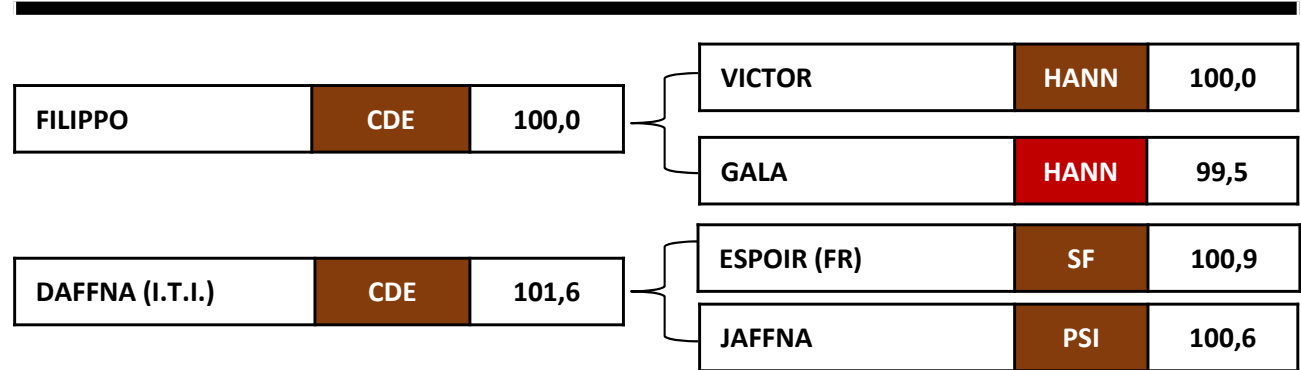 VICTOR HANN 100,0
FILIPPO CDE 100,0
GALA HANN 99,5
ESPOIR (FR) SF 100,9
DAFFNA (I.T.I.) CDE 101,6
JAFFNA PSI 100,6